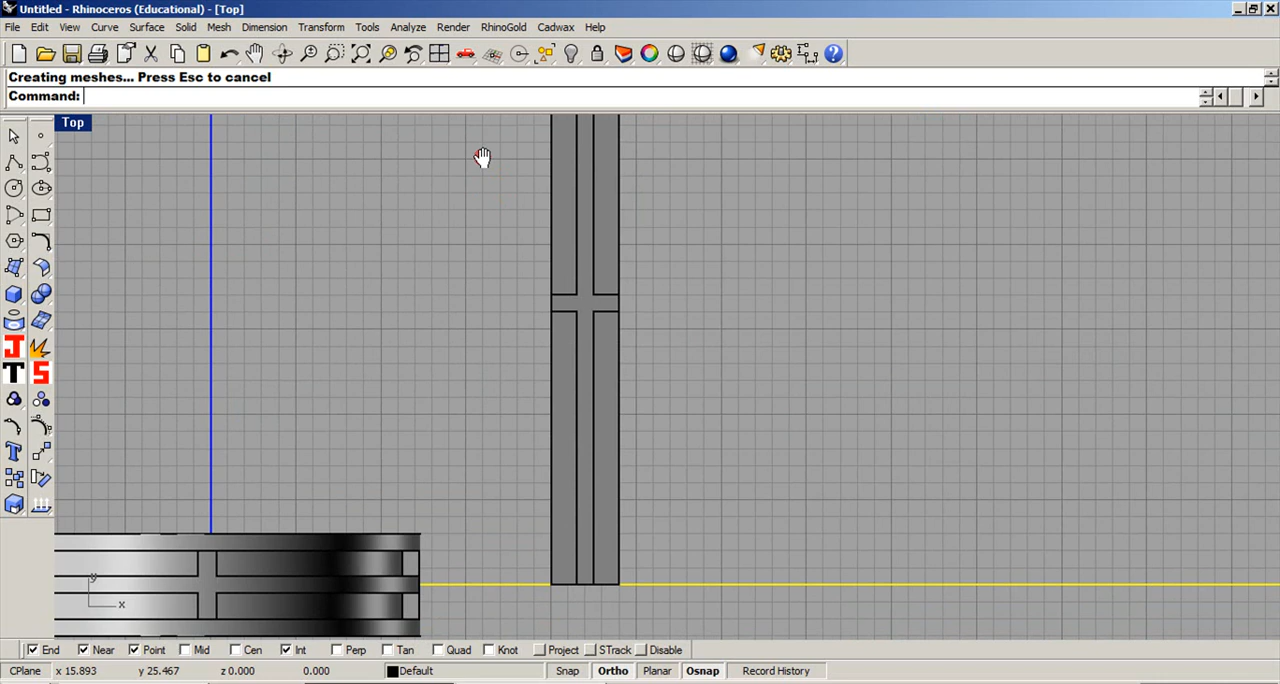 Untitled - Rhinoceros (Educational) - [Top]
File Edit View Curve Surface Solid Mesh Dimension Transform Tools Analyze Render RhinoGold Cadwax Help
Creating meshes... Press Esc to cancel
Command:
Top
J
T S
T
y
x
End Near Point Mid Cen Int Perp Tan Quad Knot Project STrack Disable
CPlane x 15.893 y 25.467 z 0.000 0.000 Default Snap Ortho Planar Osnap Record History